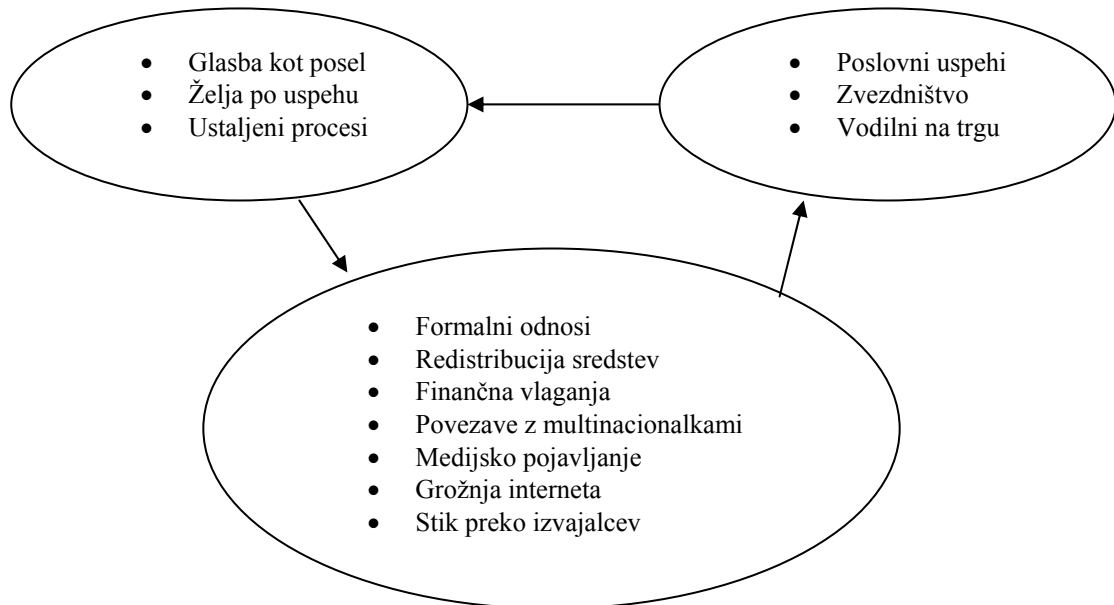 • Glasba kot posel
• Želja po uspehu
• Ustaljeni procesi
• Poslovni uspehi
• Zvezdništvo
• Vodilni na trgu
• Formalni odnosi
• Redistribucija sredstev
• Finančna vlaganja
• Povezave z multinacionalkami
• Medijsko pojavljanje
• Grožnja interneta
• Stik preko izvajalcev